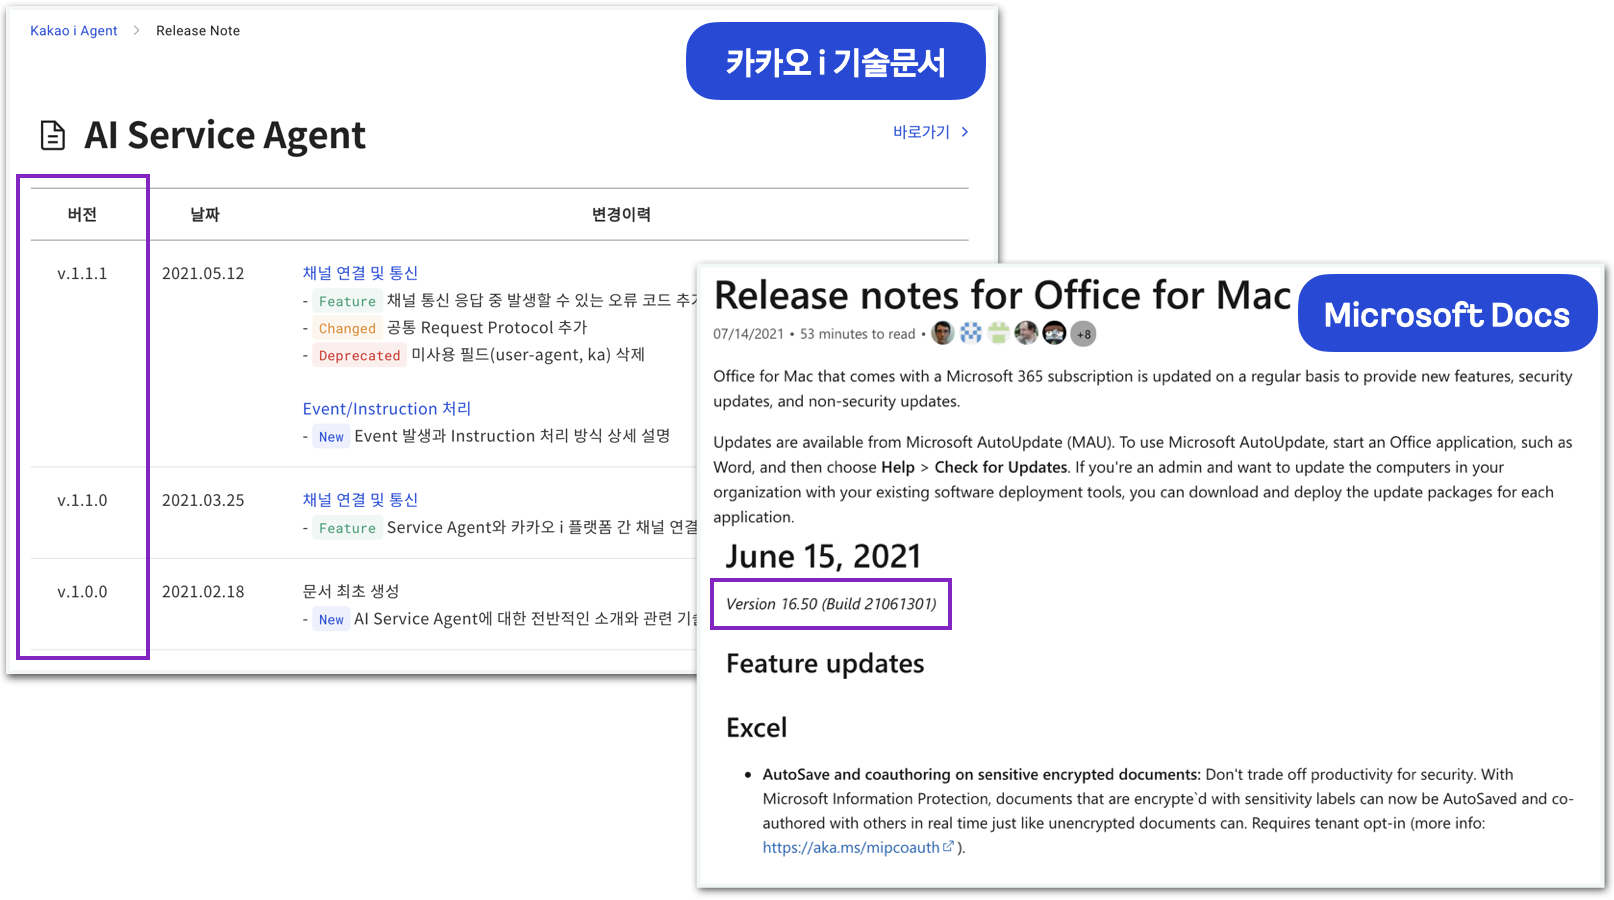 Kakao i Agent > Release Note
카카오 i 기술문서
AI Service Agent
바로가기 >
버전 날짜 변경이력
v.1.1.1 2021.05.12 채널 연결 및 통신
- Feature 채널 통신 응답 중 발생할 수 있는 오류 코드 추가
- Changed 공통 Request Protocol 추가
- Deprecated 미사용 필드(user-agent, ka) 삭제
Event/Instruction 처리
- New Event 발생과 Instruction 처리 방식 상세 설명
v.1.1.0 2021.03.25 채널 연결 및 통신
- Feature Service Agent와 카카오 i 플랫폼 간 채널 연결
v.1.0.0 2021.02.18 문서 최초 생성
- New AI Service Agent에 대한 전반적인 소개와 관련 기술
Release notes for Office for Mac
Microsoft Docs
07/14/2021 • 53 minutes to read • +8
Office for Mac that comes with a Microsoft 365 subscription is updated on a regular basis to provide new features, security
updates, and non-security updates.
Updates are available from Microsoft AutoUpdate (MAU). To use Microsoft AutoUpdate, start an Office application, such as
Word, and then choose Help > Check for Updates. If you're an admin and want to update the computers in your
organization with your existing software deployment tools, you can download and deploy the update packages for each
application.
June 15, 2021
Version 16.50 (Build 21061301)
Feature updates
Excel
• AutoSave and coauthoring on sensitive encrypted documents: Don't trade off productivity for security. With
Microsoft Information Protection, documents that are encrypte`d with sensitivity labels can now be AutoSaved and co-
authored with others in real time just like unencrypted documents can. Requires tenant opt-in (more info:
https://aka.ms/mipcoauth ).